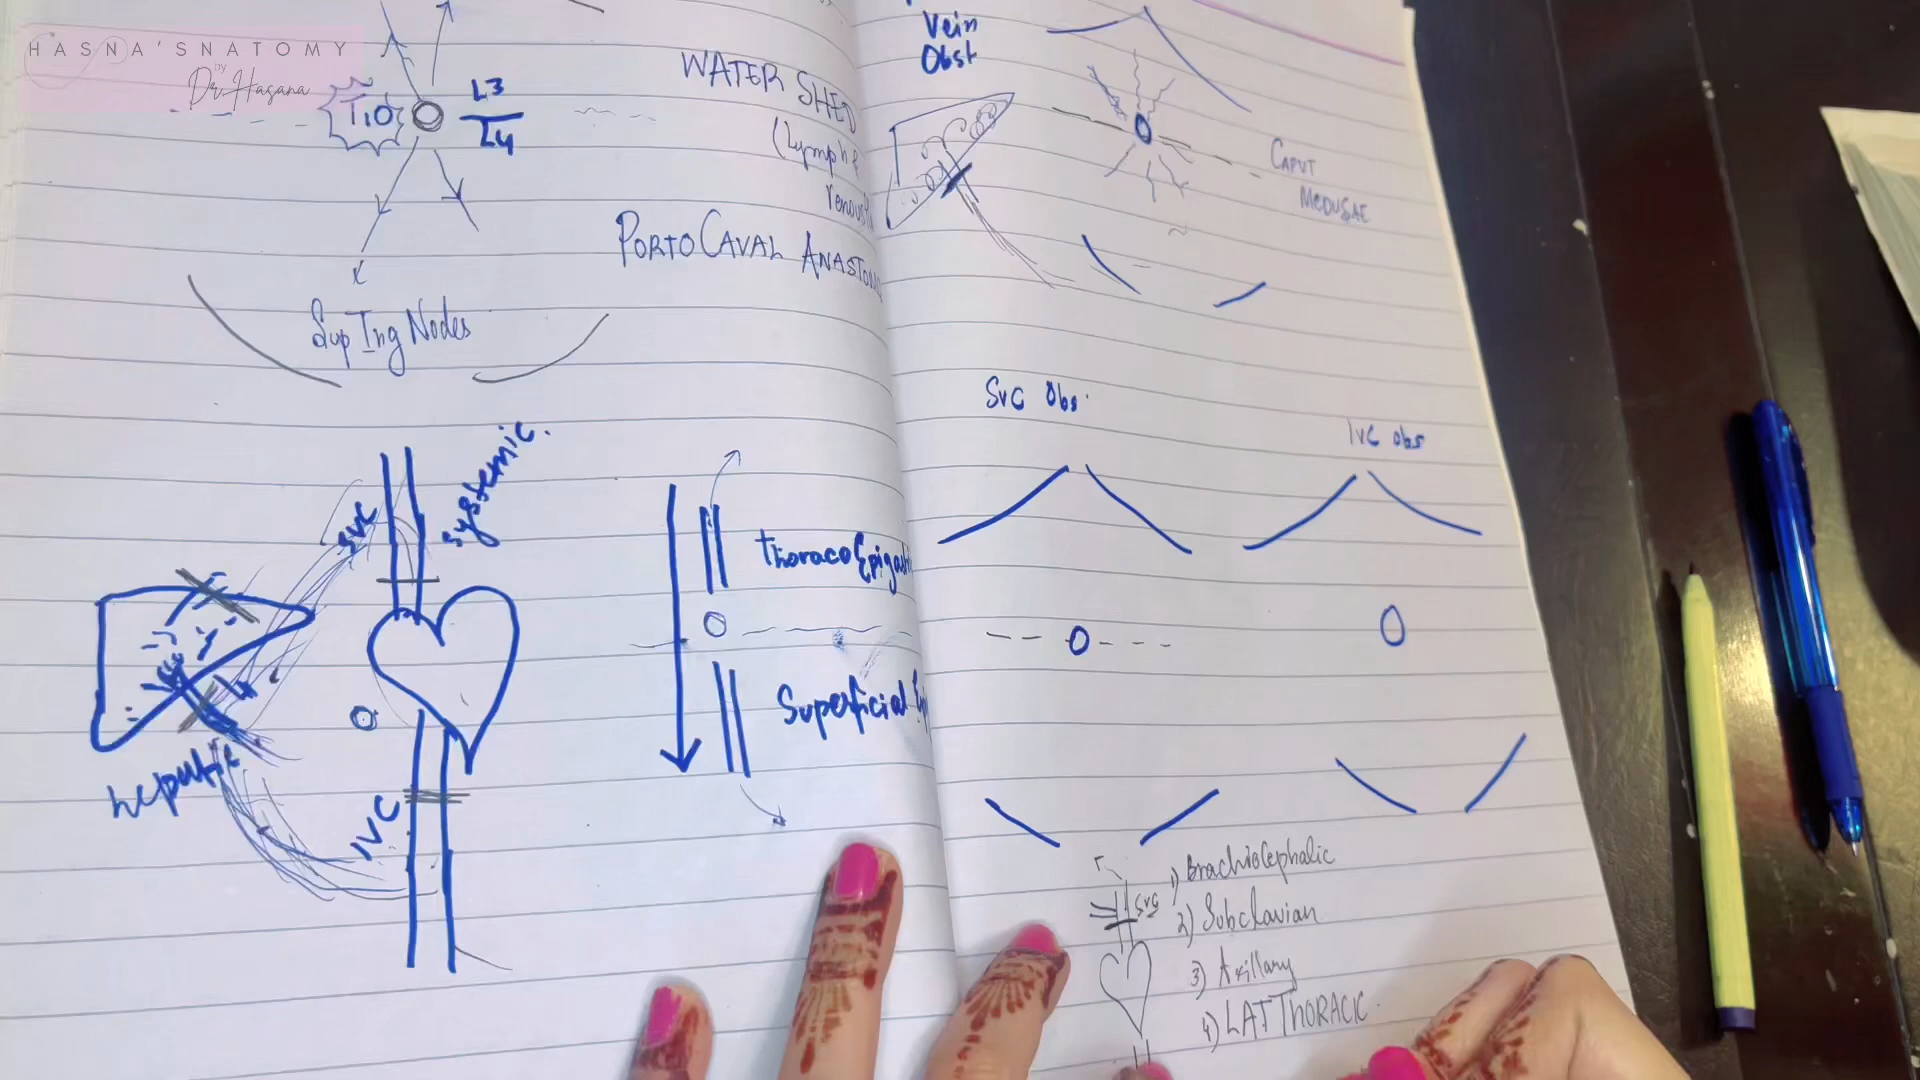 HASNA'SNATOMY
BY
Dr Hasana
T10
L3
L4
WATER SHED
(Lymph &
Venous
PORTO CAVAL
Sup Ing Nodes
SVC
Systemic.
hepatic
IVC
Thoraco
Superficial
Vein
Obst
CAPUT
MEDUSAE
SVC Obs.
IVC Obs
SVC
1) BrachioCephalic
2) Subclavian
3) Axillary
4) LAT THORACIC.